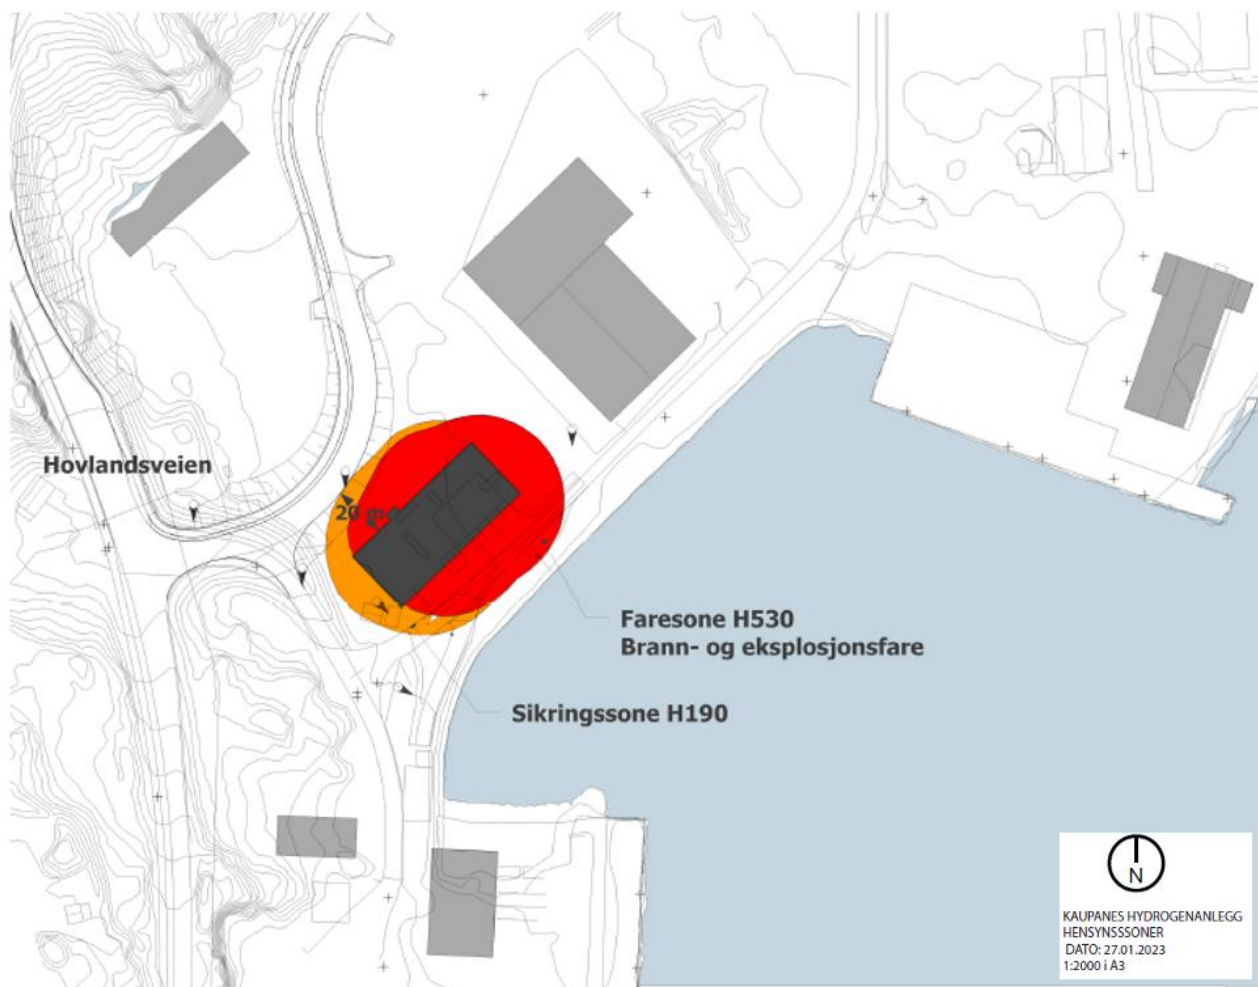 Hovlandsveien
20 m
Faresone H530
Brann- og eksplosjonsfare
Sikringssone H190
N
KAUPANES HYDROGENANLEGG
HENSYNSSSONER
DATO: 27.01.2023
1:2000 i A3